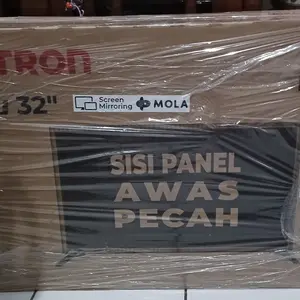 TRON
32"
Screen
Mirroring
MOLA
SISI PANEL
AWAS
PECAH